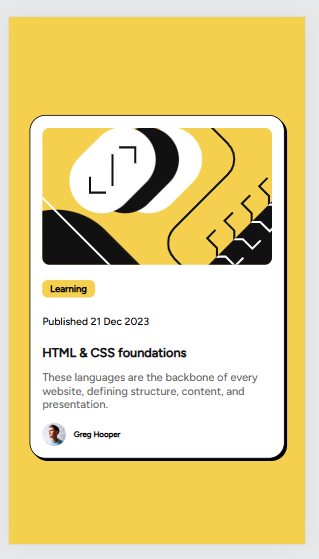 Learning
Published 21 Dec 2023
HTML & CSS foundations
These languages are the backbone of every
website, defining structure, content, and
presentation.
Greg Hooper